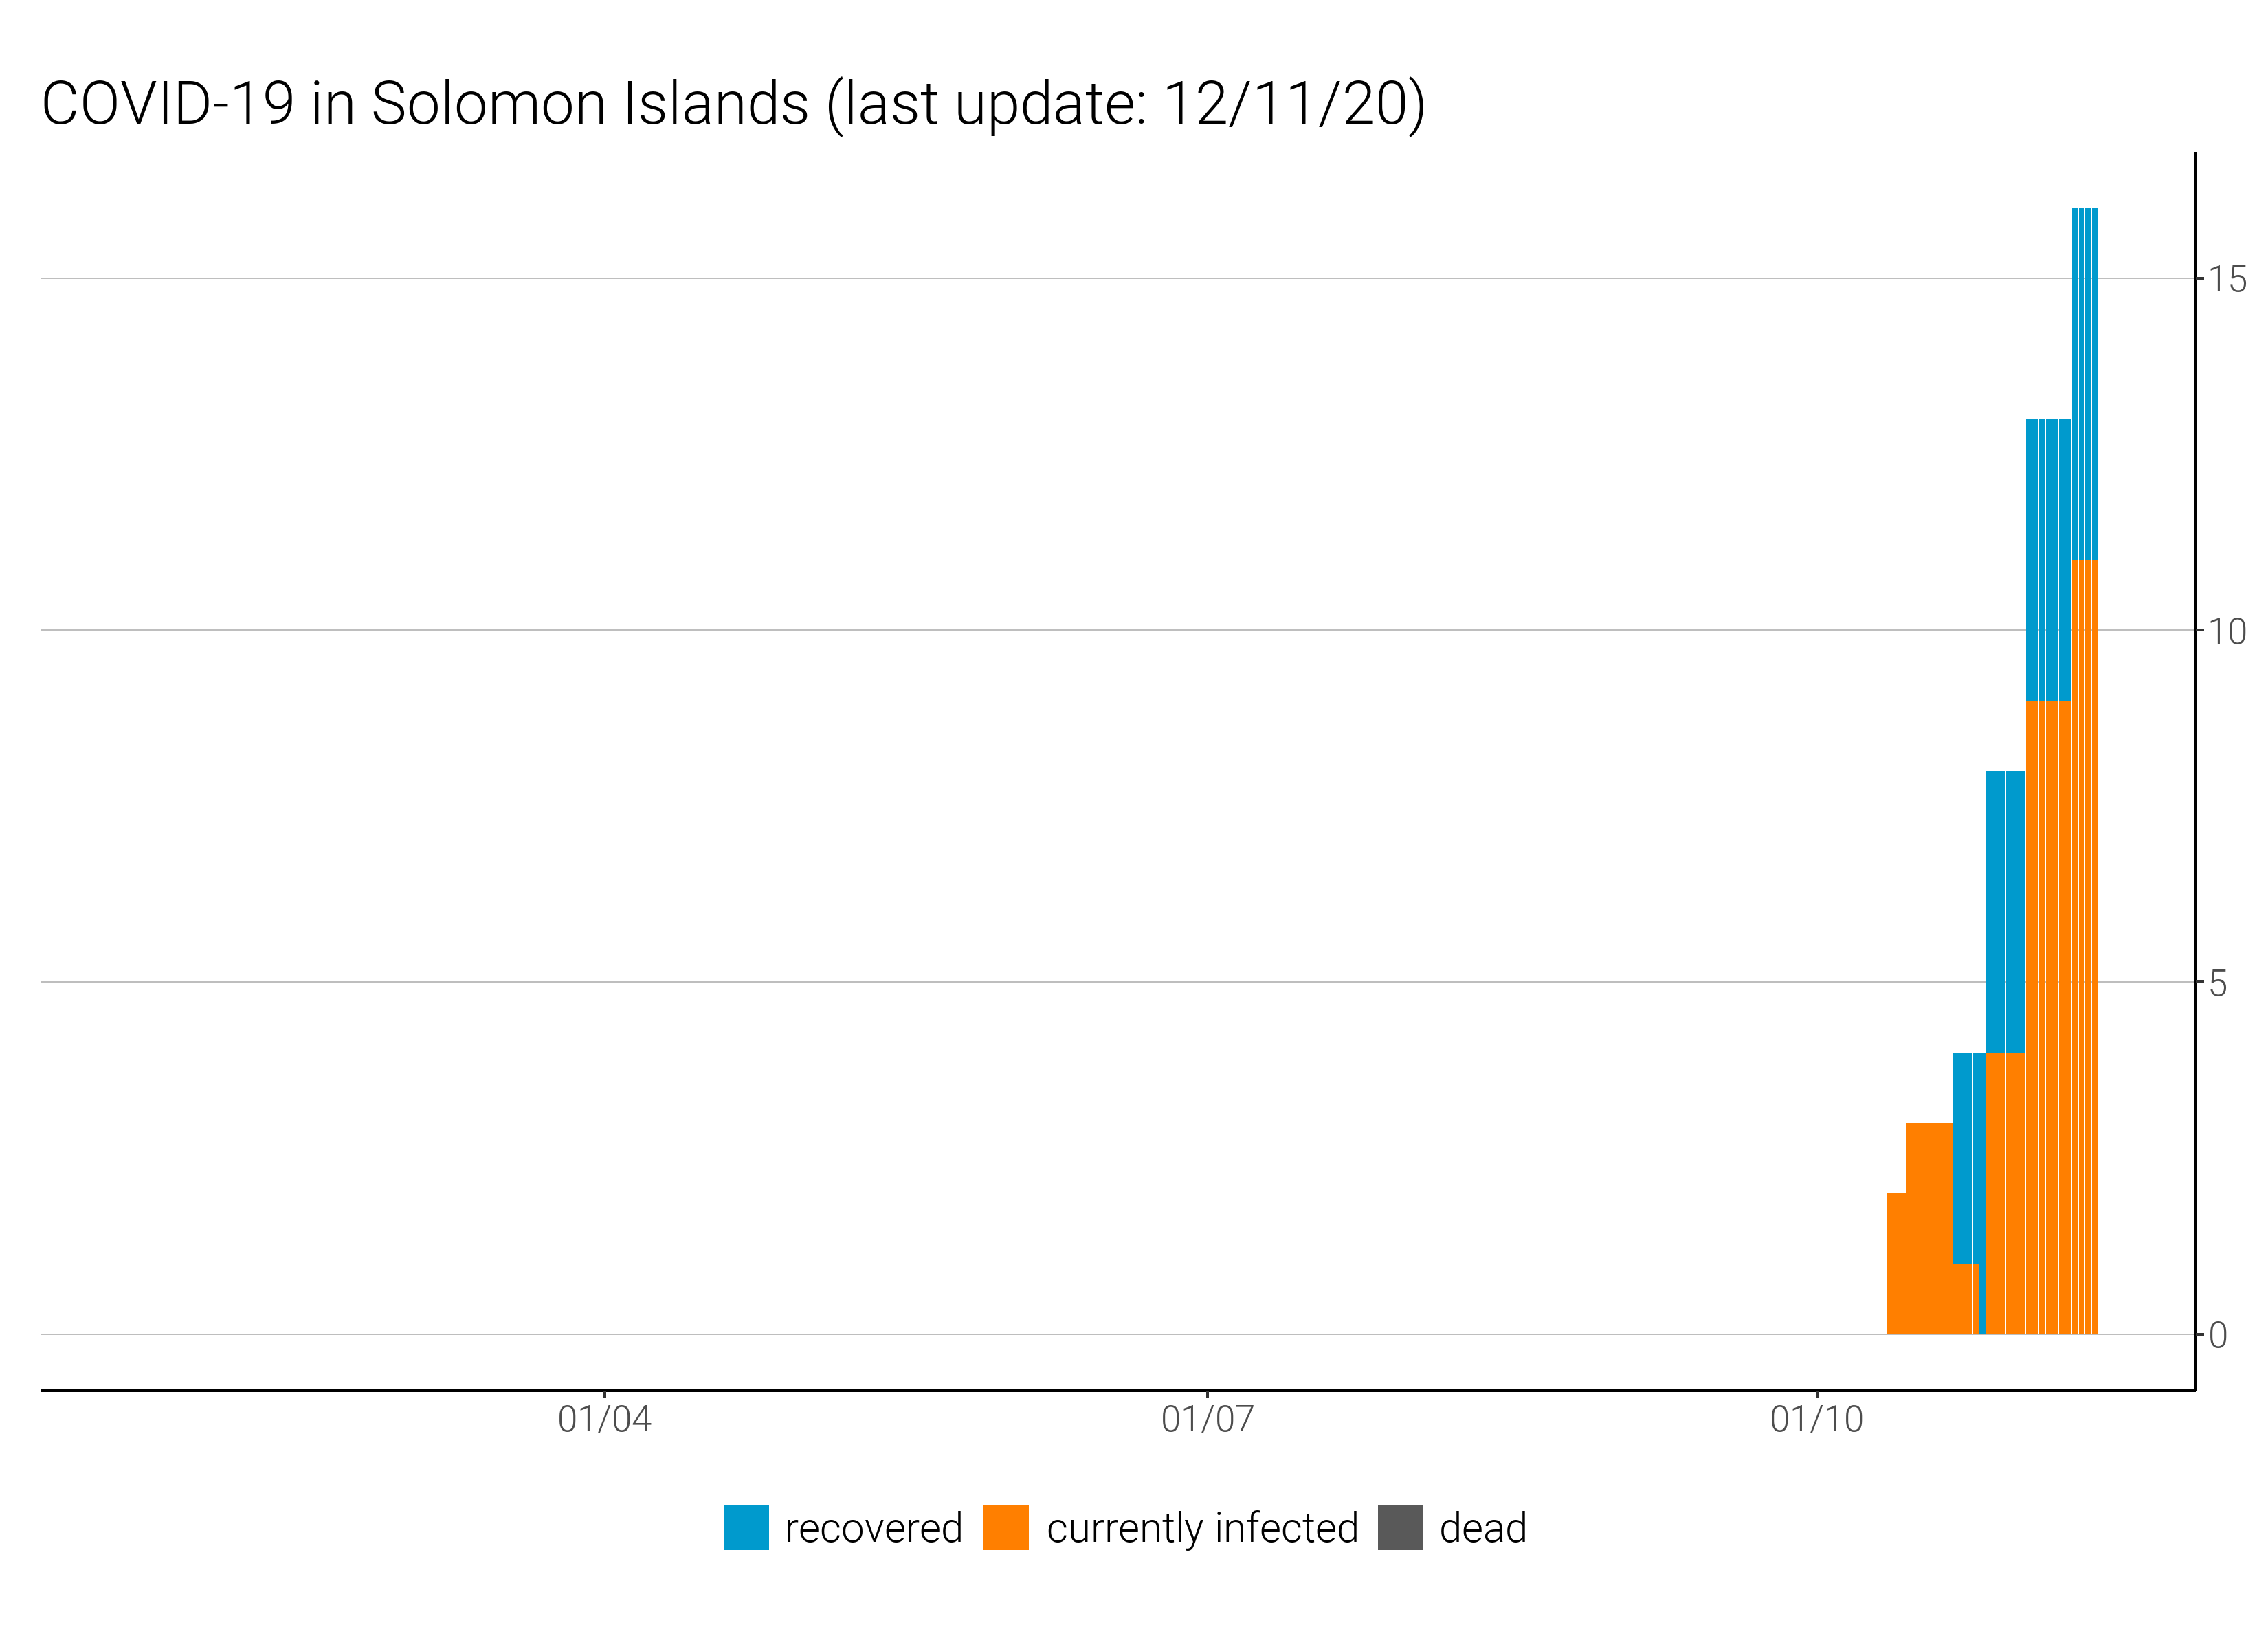 COVID-19 in Solomon Islands (last update: 12/11/20)
15
10
5
0
01/04 01/07 01/10
recovered currently infected dead